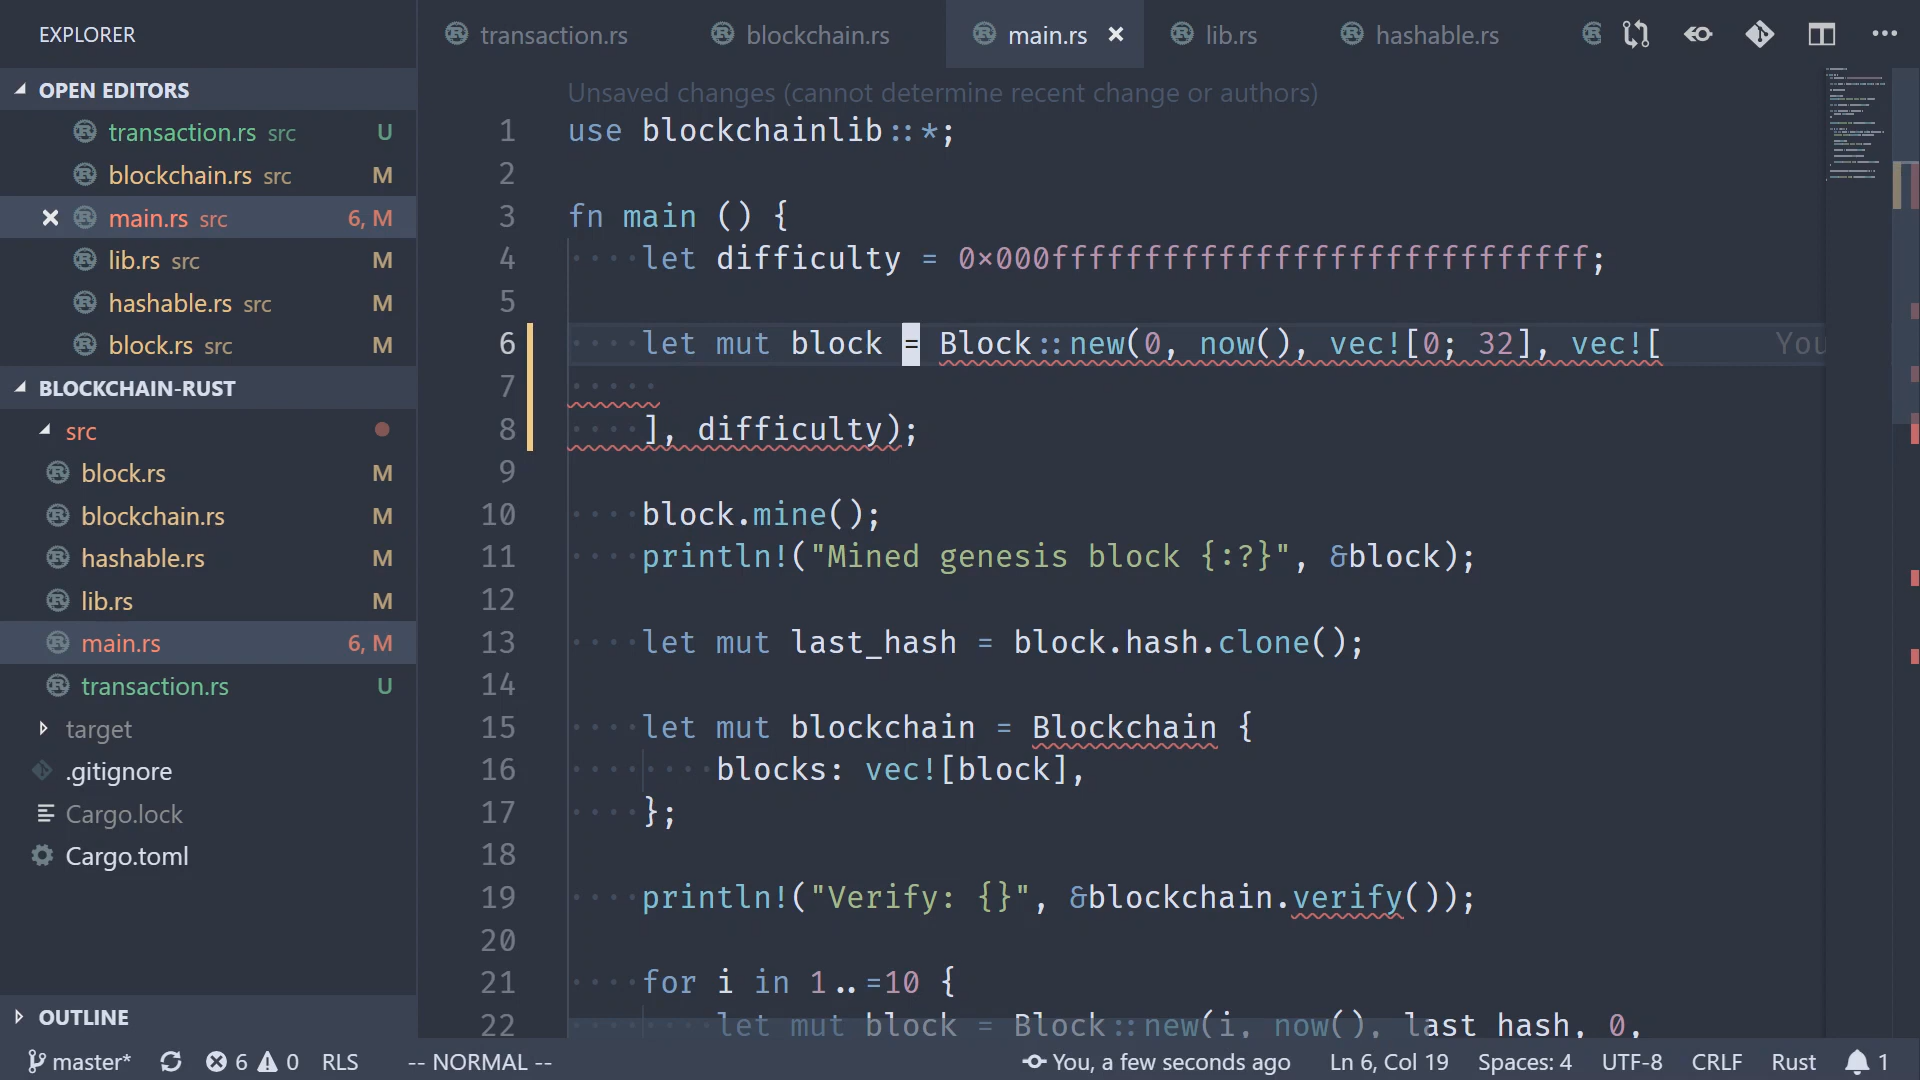 EXPLORER
OPEN EDITORS
transaction.rs src U
blockchain.rs src M
main.rs src 6, M
lib.rs src M
hashable.rs src M
block.rs src M
BLOCKCHAIN-RUST
src
block.rs M
blockchain.rs M
hashable.rs M
lib.rs M
main.rs 6, M
transaction.rs U
target
.gitignore
Cargo.lock
Cargo.toml
OUTLINE
transaction.rs blockchain.rs main.rs lib.rs hashable.rs
Unsaved changes (cannot determine recent change or authors)
1 use blockchainlib::*;
2
3 fn main () {
4     let difficulty = 0x000fffffffffffffffffffffffffffff;
5
6     let mut block = Block::new(0, now(), vec![0; 32], vec![ You
7
8     ], difficulty);
9
10     block.mine();
11     println!("Mined genesis block {:?}", &block);
12
13     let mut last_hash = block.hash.clone();
14
15     let mut blockchain = Blockchain {
16         blocks: vec![block],
17     };
18
19     println!("Verify: {}", &blockchain.verify());
20
21     for i in 1..=10 {
22         let mut block = Block::new(i, now(), last_hash, 0,
master* 6 0 RLS -- NORMAL -- You, a few seconds ago Ln 6, Col 19 Spaces: 4 UTF-8 CRLF Rust 1